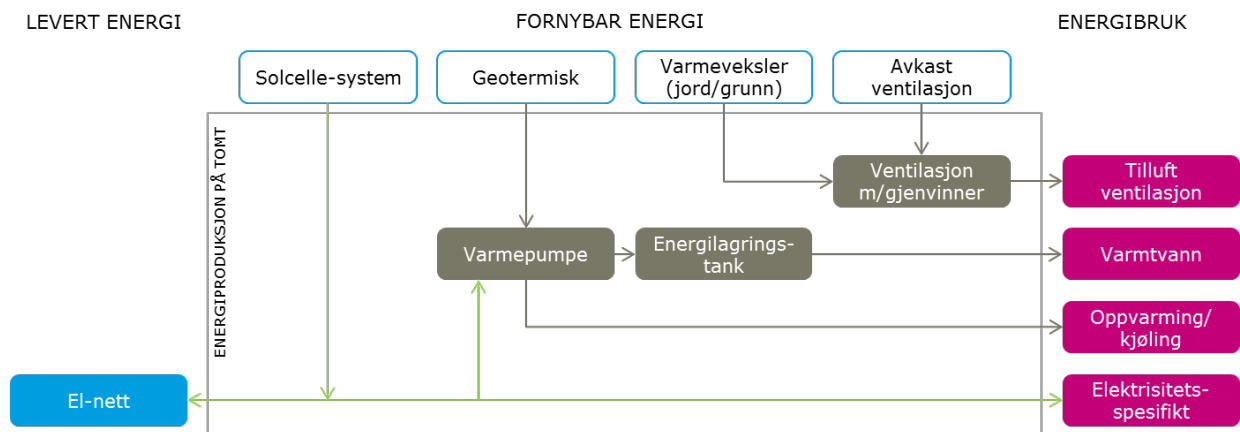 LEVERT ENERGI
FORNYBAR ENERGI
ENERGIBRUK
Solcelle-system
Geotermisk
Varmeveksler
(jord/grunn)
Avkast
ventilasjon
ENERGIPRODUKSJON PÅ TOMT
Ventilasjon
m/gjenvinner
Tilluft
ventilasjon
Varmepumpe
Energilagrings-
tank
Varmtvann
Oppvarming/
kjøling
El-nett
Elektrisitets-
spesifikt